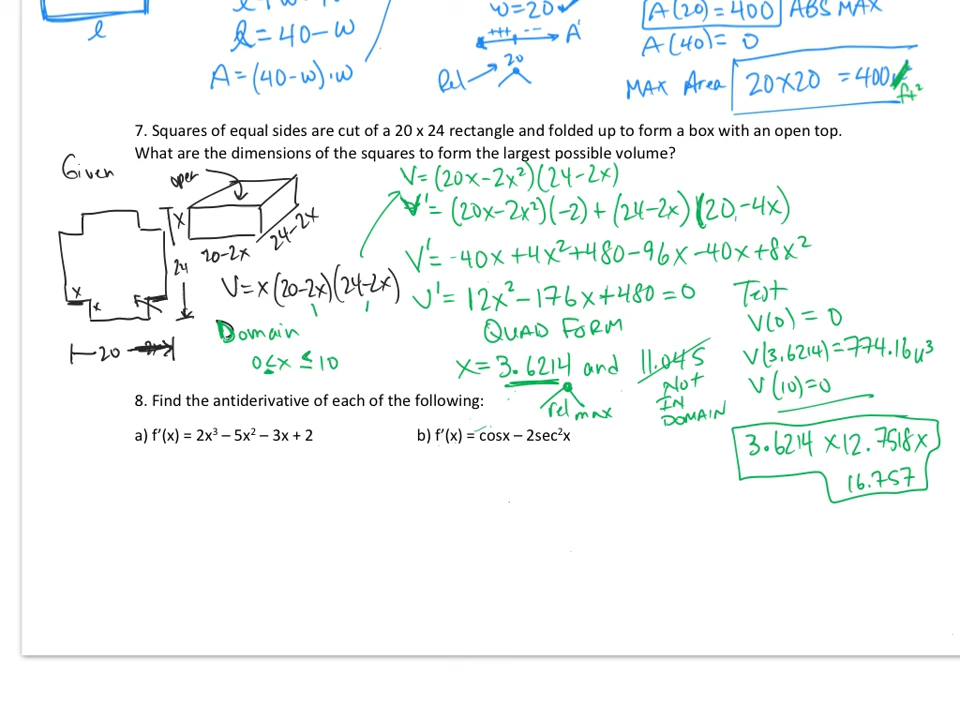 l
l = 40 - w
A = (40-w)·w
w = 20
+++ - - A'
20
Rel
A(20) = 400 ABS MAX
A(40) = 0
MAX Area 20x20 = 400 ft²
7. Squares of equal sides are cut of a 20 x 24 rectangle and folded up to form a box with an open top.
What are the dimensions of the squares to form the largest possible volume?
Given
open
x
24
x
x
20
20-2x
24-2x
V = x(20-2x)(24-2x)
Domain
0 ≤ x ≤ 10
V = (20x-2x²)(24-2x)
V' = (20x-2x²)(-2) + (24-2x)(20-4x)
V' = -40x + 4x² + 480 - 96x - 40x + 8x²
V' = 12x² - 176x + 480 = 0
QUAD FORM
x = 3.6214 and 11.045
rel max
Not
IN
DOMAIN
Test
V(0) = 0
V(3.6214) = 774.16 u³
V(10) = 0
3.6214 x 12.7518 x
16.757
8. Find the antiderivative of each of the following:
a) f'(x) = 2x³ – 5x² – 3x + 2 b) f'(x) = cosx – 2sec²x